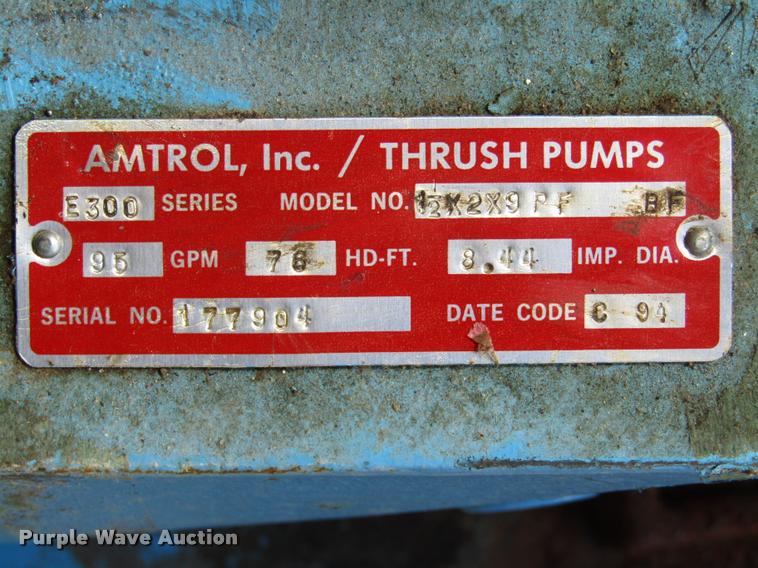 AMTROL, Inc. / THRUSH PUMPS
E300 SERIES MODEL NO. 1½X2X9 PF BF
95 GPM 76 HD-FT. 8.44 IMP. DIA.
SERIAL NO. 177904 DATE CODE C 94
Purple Wave Auction